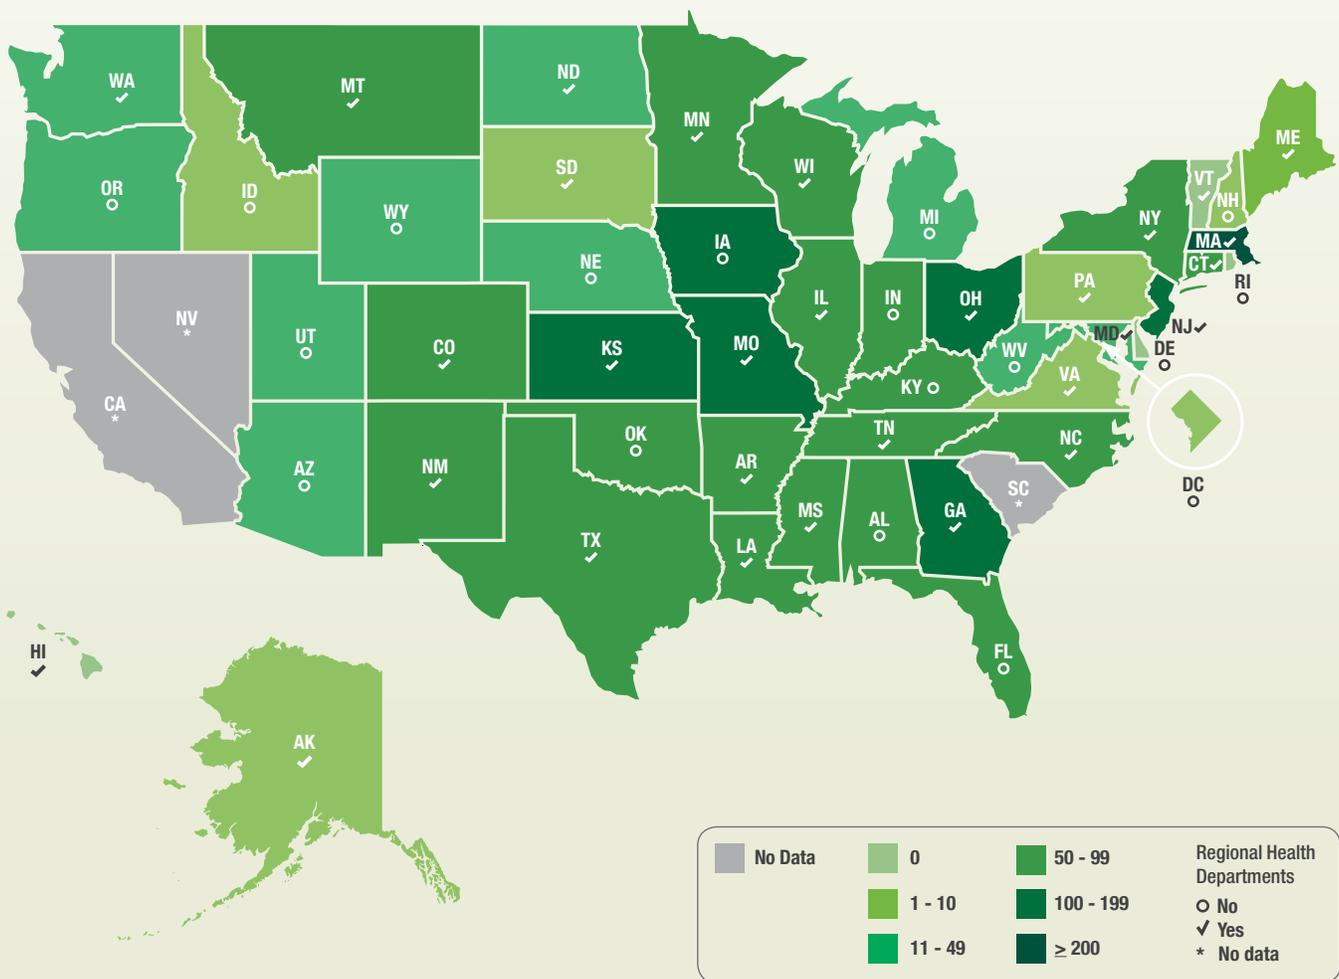 WA
MT
ND
MN
OR
ID
WY
SD
WI
MI
ME
VT
NH
NY
MA
CT
RI
IA
NE
PA
NJ
NV
UT
CO
KS
MO
IL
IN
OH
WV
MD
DE
VA
KY
CA
*
*
AZ
NM
OK
AR
TN
NC
DC
TX
LA
MS
AL
GA
SC
*
FL
HI
AK
No Data
0
1 - 10
11 - 49
50 - 99
100 - 199
≥ 200
Regional Health
Departments
No
Yes
* No data